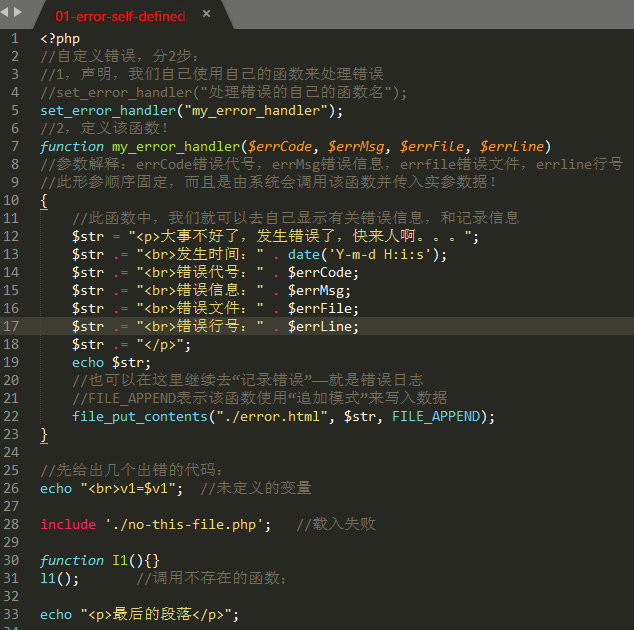 01-error-self-defined.
1 <?php
2 //自定义错误，分2步：
3 //1，声明，我们自己使用自己的函数来处理错误
4 //set_error_handler("处理错误的自己的函数名");
5 set_error_handler("my_error_handler");
6 //2，定义该函数！
7 function my_error_handler($errCode, $errMsg, $errFile, $errLine)
8 //参数解释：errCode错误代号，errMsg错误信息，errfile错误文件，errline行号
9 //此形参顺序固定，而且是由系统会调用该函数并传入实参数据！
10 {
11 //此函数中，我们就可以去自己显示有关错误信息，和记录信息
12 $str = "<p>大事不好了，发生错误了，快来人啊。。。";
13 $str .= "<br>发生时间：" . date('Y-m-d H:i:s');
14 $str .= "<br>错误代号：" . $errCode;
15 $str .= "<br>错误信息：" . $errMsg;
16 $str .= "<br>错误文件：" . $errFile;
17 $str .= "<br>错误行号：" . $errLine;
18 $str .= "</p>";
19 echo $str;
20 //也可以在这里继续去“记录错误”—就是错误日志
21 //FILE_APPEND表示该函数使用“追加模式”来写入数据
22 file_put_contents("./error.html", $str, FILE_APPEND);
23 }
24
25 //先给出几个出错的代码：
26 echo "<br>v1=$v1"; //未定义的变量
27
28 include './no-this-file.php'; //载入失败
29
30 function I1(){}
31 l1(); //调用不存在的函数；
32
33 echo "<p>最后的段落</p>";